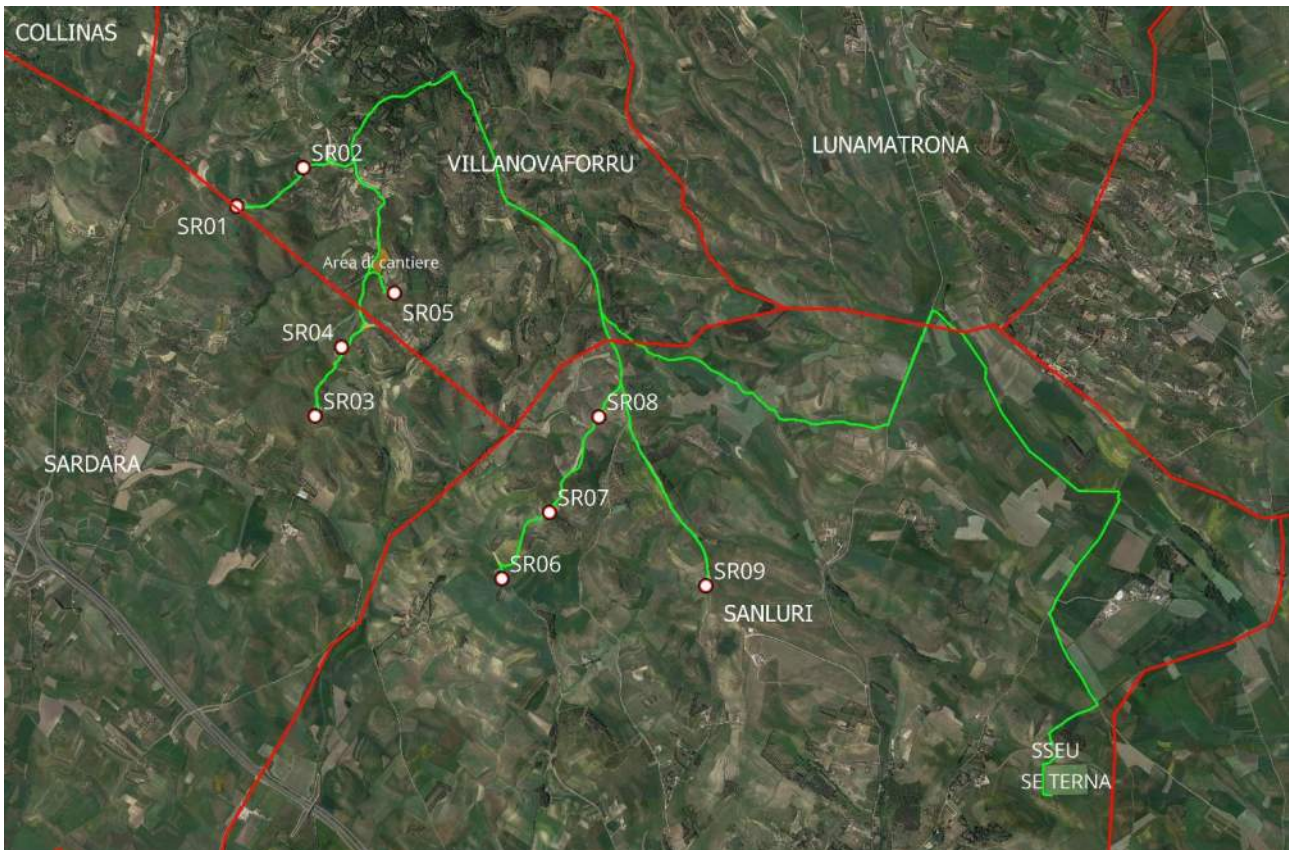 COLLINAS
LUNAMATRONA
SR02
VILLANOVAFORRU
SR01
Area di cantiere
SR05
SR04
SR03
SR08
SARDARA
SR07
SR06
SR09
SANLURI
SSEU
SE TERNA